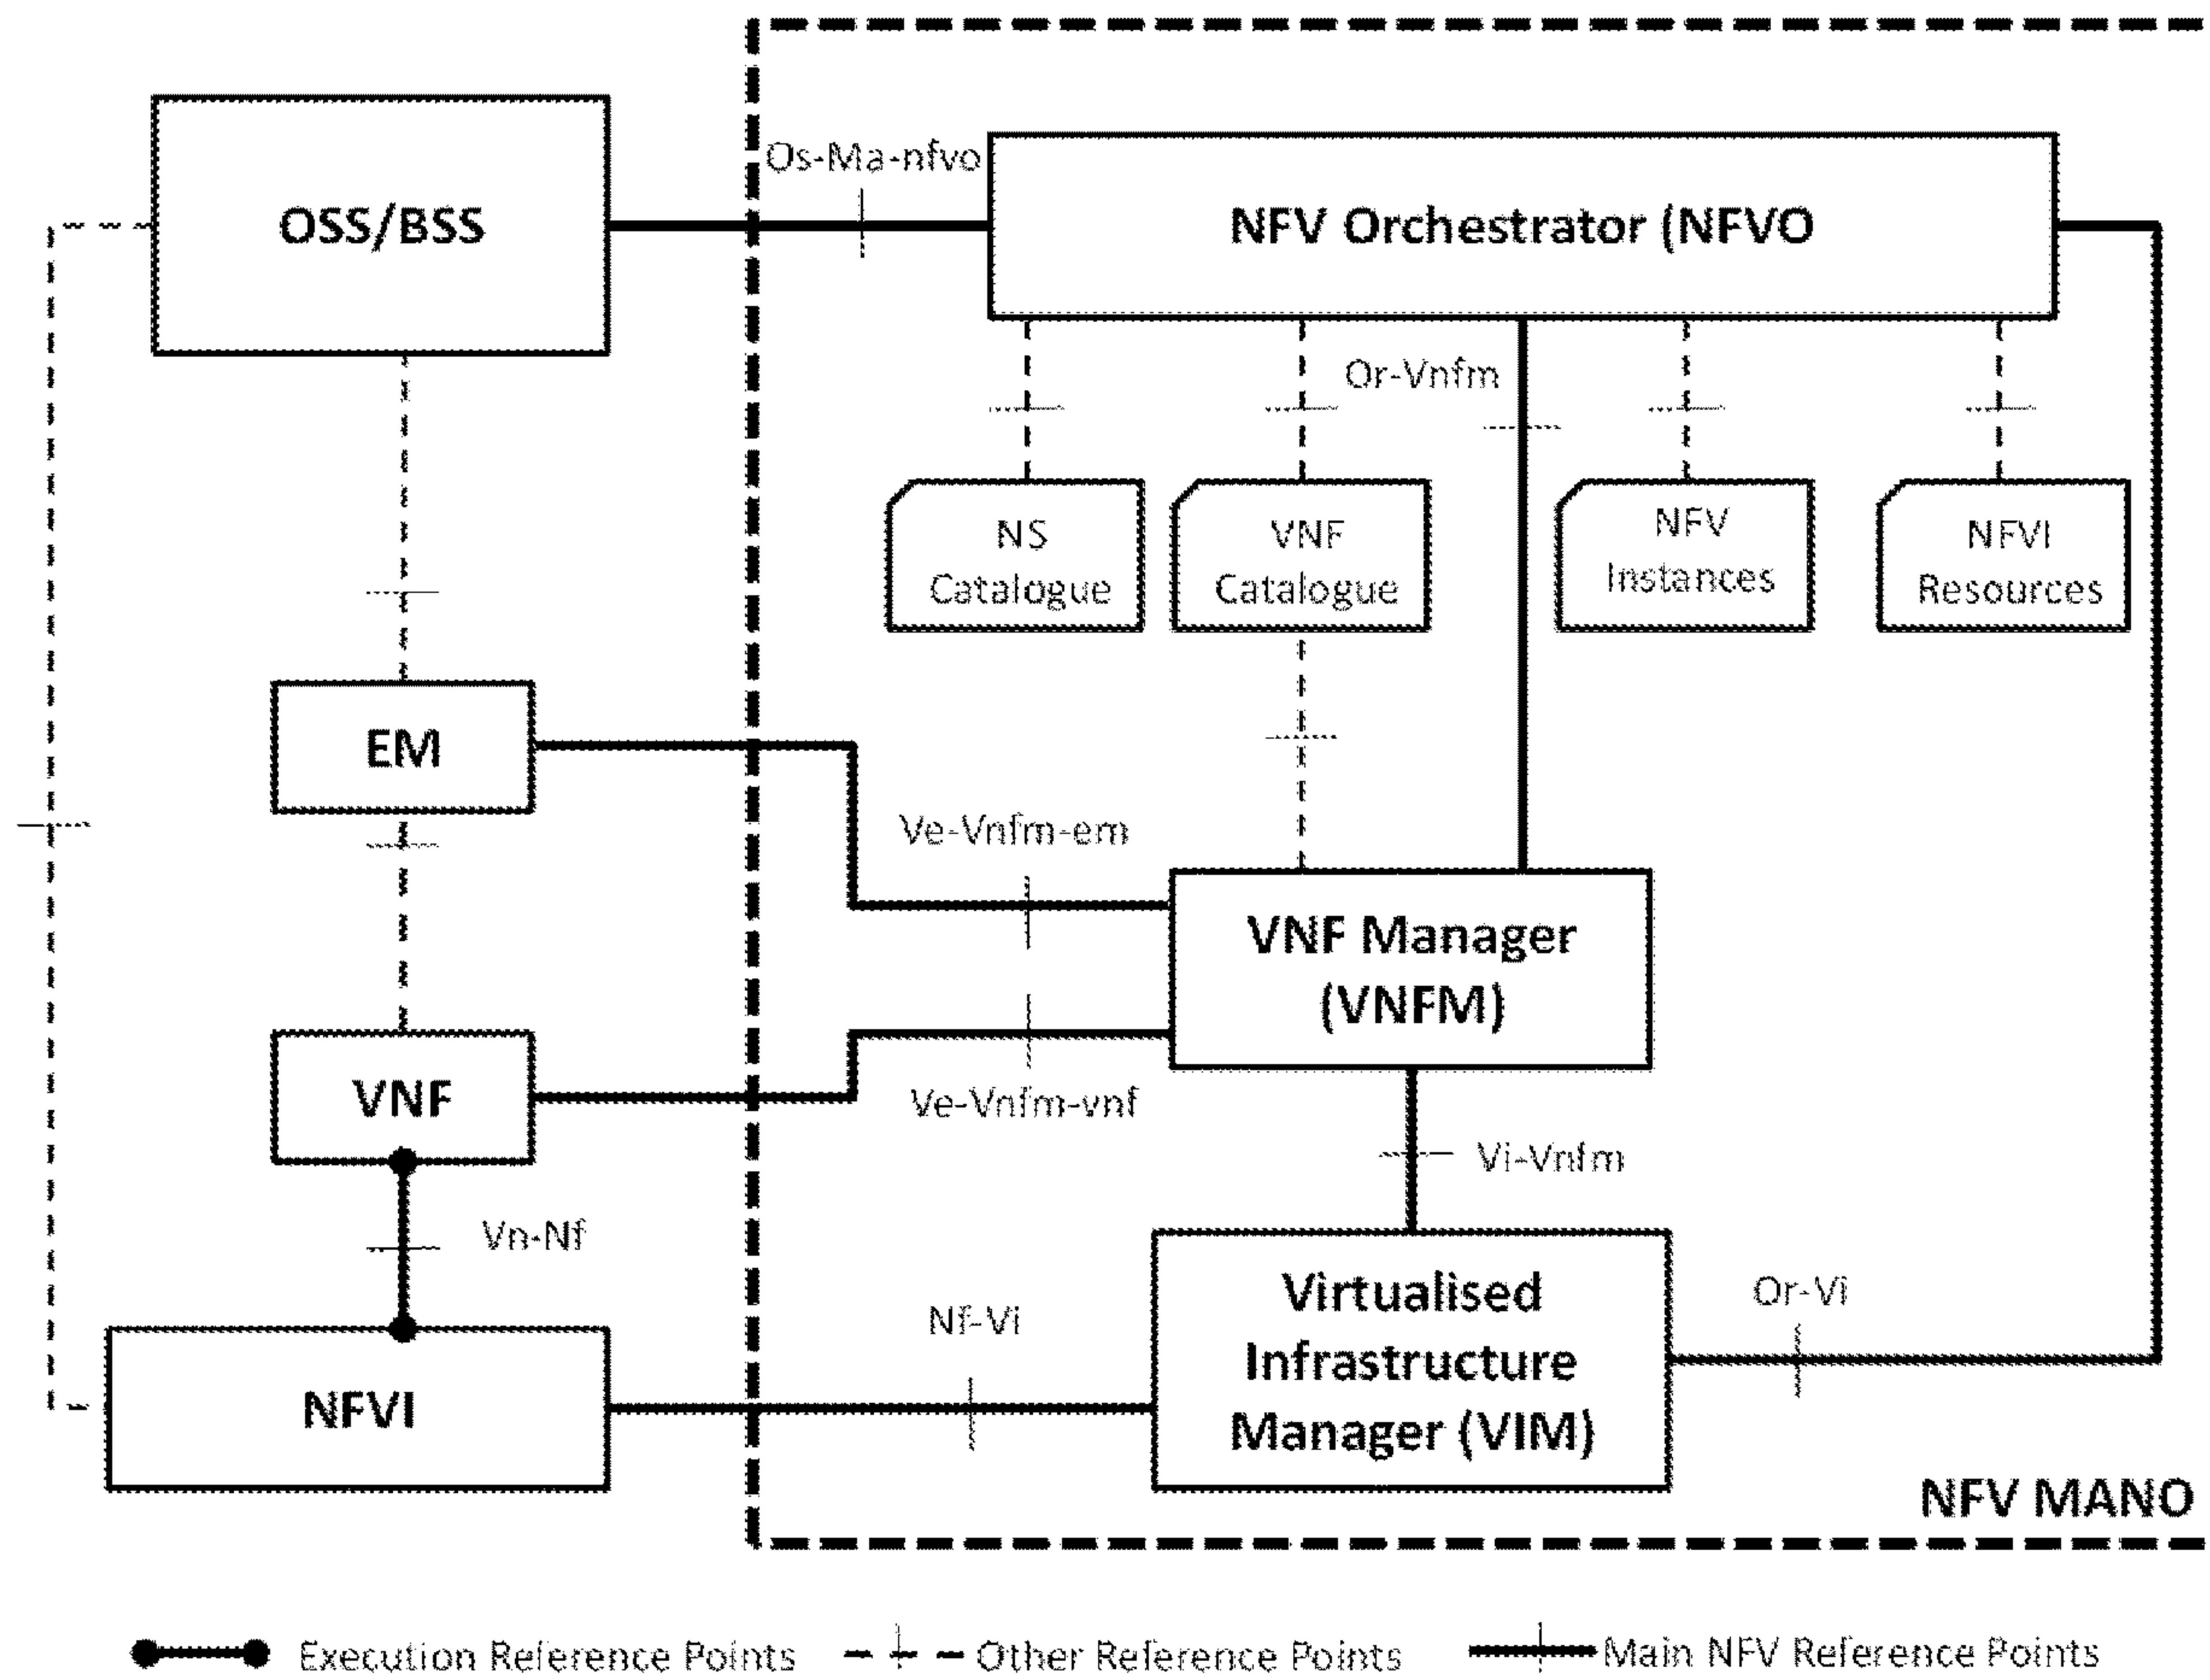 Os-Ma-nfvo
OSS/BSS
NFV Orchestrator (NFVO
Or-Vnfm
NS
Catalogue
VNF
Catalogue
NFV
Instances
NFVI
Resources
EM
Ve-Vnfm-em
VNF Manager
(VNFM)
VNF
Ve-Vnfm-vnf
Vi-Vnfm
Vn-Nf
Virtualised
Infrastructure
Manager (VIM)
Or-Vi
Nf-Vi
NFVI
NFV MANO
Execution Reference Points
Other Reference Points
Main NFV Reference Points